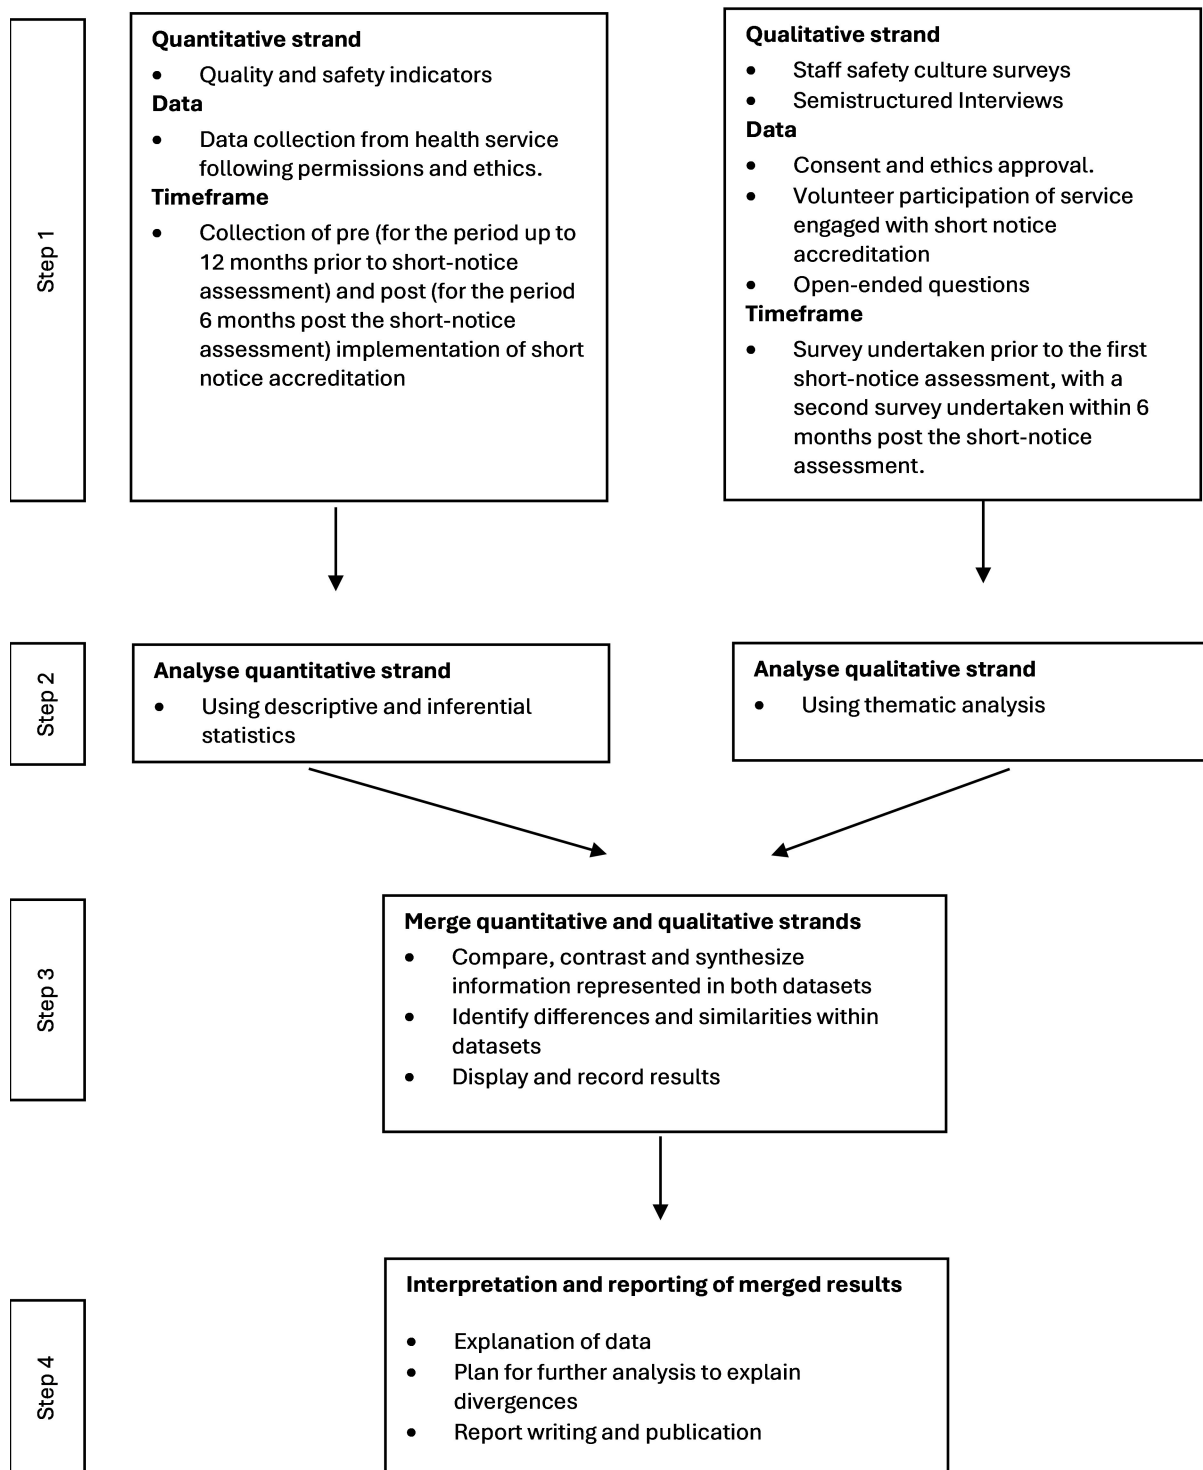 Step 1
Quantitative strand
• Quality and safety indicators
Data
• Data collection from health service
following permissions and ethics.
Timeframe
• Collection of pre (for the period up to
12 months prior to short-notice
assessment) and post (for the period
6 months post the short-notice
assessment) implementation of short
notice accreditation
Qualitative strand
• Staff safety culture surveys
• Semistructured Interviews
Data
• Consent and ethics approval.
• Volunteer participation of service
engaged with short notice
accreditation
• Open-ended questions
Timeframe
• Survey undertaken prior to the first
short-notice assessment, with a
second survey undertaken within 6
months post the short-notice
assessment.
Step 2
Analyse quantitative strand
• Using descriptive and inferential
statistics
Analyse qualitative strand
• Using thematic analysis
Step 3
Merge quantitative and qualitative strands
• Compare, contrast and synthesize
information represented in both datasets
• Identify differences and similarities within
datasets
• Display and record results
Step 4
Interpretation and reporting of merged results
• Explanation of data
• Plan for further analysis to explain
divergences
• Report writing and publication